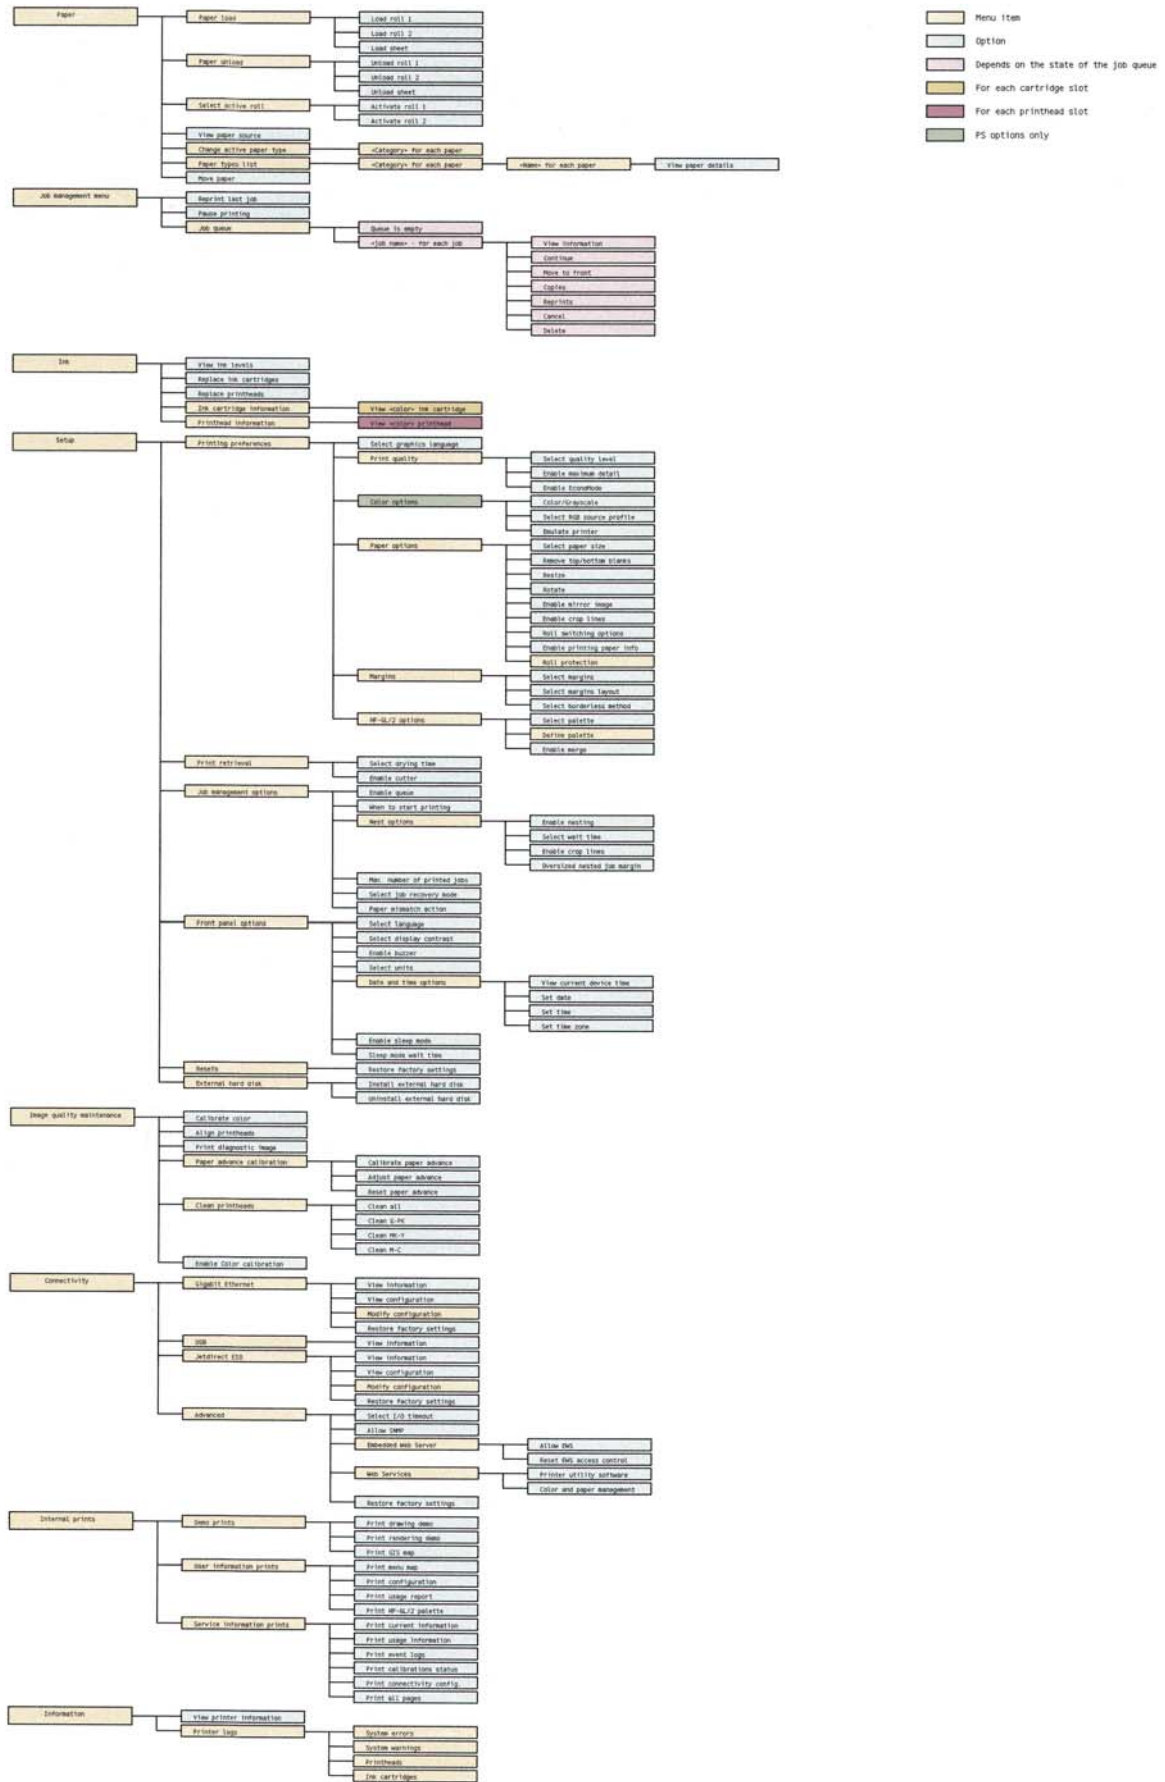 Paper
Paper load
Load roll 1
Load roll 2
Load sheet
Paper unload
Unload roll 1
Unload roll 2
Unload sheet
Select active roll
Activate roll 1
Activate roll 2
View paper source
Change active paper type
<Category> for each paper
Paper types list
<Category> for each paper
<Name> for each paper
View paper details
Move paper
Menu item
Option
Depends on the state of the job queue
For each cartridge slot
For each printhead slot
PS options only
Job management menu
Reprint last job
Pause printing
Job queue
Queue is empty
<job name> - for each job
View information
Continue
Move to front
Copies
Reprints
Cancel
Delete
Ink
View ink levels
Replace ink cartridges
Replace printheads
Ink cartridge information
View <color> ink cartridge
Printhead information
View <color> printhead
Setup
Printing preferences
Select graphics language
Print quality
Select quality level
Enable maximum detail
Enable EconoMode
Color options
Color/Grayscale
Select RGB source profile
Emulate printer
Paper options
Select paper size
Remove top/bottom blanks
Resize
Rotate
Enable mirror image
Enable crop lines
Roll switching options
Enable printing paper info
Roll protection
Margins
Select margins
Select margins layout
Select borderless method
HP-GL/2 options
Select palette
Define palette
Enable merge
Print retrieval
Select drying time
Enable cutter
Job management options
Enable queue
When to start printing
Nest options
Enable nesting
Select wait time
Enable crop lines
Oversized nested job margin
Max. number of printed jobs
Select job recovery mode
Paper mismatch action
Front panel options
Select language
Select display contrast
Enable buzzer
Select units
Date and time options
View current device time
Set date
Set time
Set time zone
Enable sleep mode
Sleep mode wait time
Resets
Restore factory settings
External hard disk
Install external hard disk
Uninstall external hard disk
Image quality maintenance
Calibrate color
Align printheads
Print diagnostic image
Paper advance calibration
Calibrate paper advance
Adjust paper advance
Reset paper advance
Clean printheads
Clean all
Clean G-PK
Clean MK-Y
Clean M-C
Enable Color calibration
Connectivity
Gigabit Ethernet
View information
View configuration
Modify configuration
Restore factory settings
USB
View information
Jetdirect EIO
View information
View configuration
Modify configuration
Restore factory settings
Advanced
Select I/O timeout
Allow SNMP
Embedded Web Server
Allow EWS
Reset EWS access control
Web Services
Printer utility software
Color and paper management
Restore factory settings
Internal prints
Demo prints
Print drawing demo
Print rendering demo
Print GIS map
User information prints
Print menu map
Print configuration
Print usage report
Print HP-GL/2 palette
Service information prints
Print current information
Print usage information
Print event logs
Print calibrations status
Print connectivity config.
Print all pages
Information
View printer information
Printer logs
System errors
System warnings
Printheads
Ink cartridges